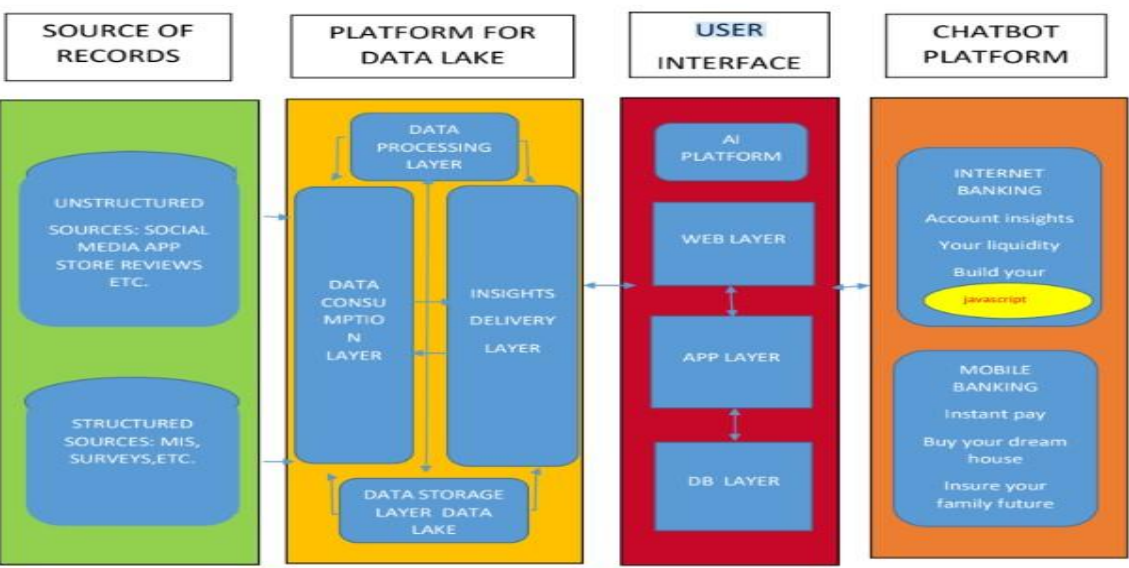 SOURCE OF
RECORDS
PLATFORM FOR
DATA LAKE
USER
INTERFACE
CHATBOT
PLATFORM
UNSTRUCTURED
SOURCES: SOCIAL
MEDIA APP
STORE REVIEWS
ETC.
STRUCTURED
SOURCES: MIS,
SURVEYS,ETC.
DATA
PROCESSING
LAYER
DATA
CONSU
MPTIO
N
LAYER
INSIGHTS
DELIVERY
LAYER
DATA STORAGE
LAYER DATA
LAKE
AI
PLATFORM
WEB LAYER
APP LAYER
DB LAYER
INTERNET
BANKING
Account insights
Your liquidity
Build your
javascript
MOBILE
BANKING
Instant pay
Buy your dream
house
Insure your
family future